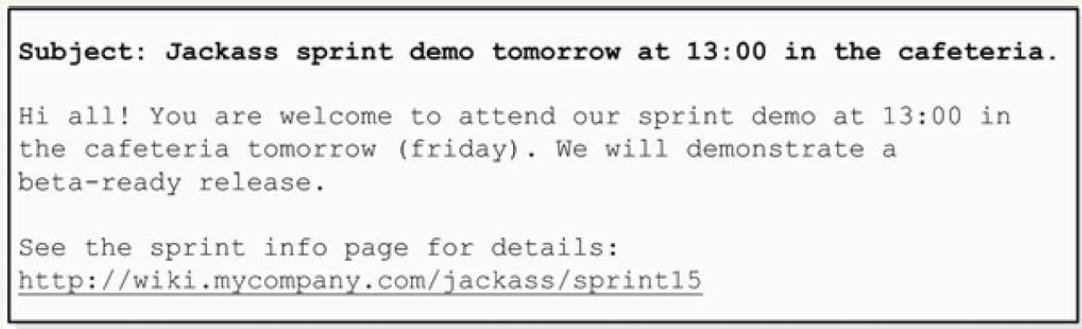 Subject: Jackass sprint demo tomorrow at 13:00 in the cafeteria.
Hi all! You are welcome to attend our sprint demo at 13:00 in
the cafeteria tomorrow (friday). We will demonstrate a
beta-ready release.
See the sprint info page for details:
http://wiki.mycompany.com/jackass/sprint15